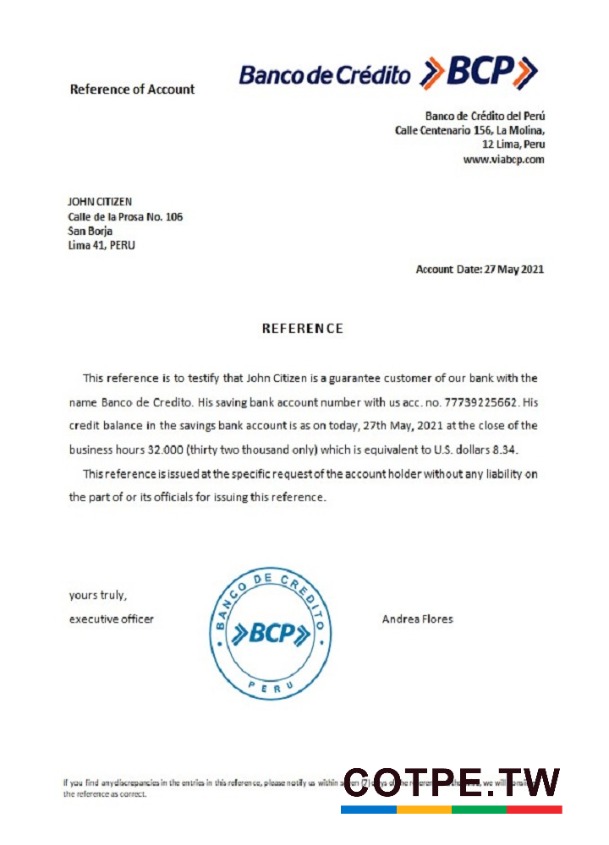 Reference of Account
Banco de Crédito BCP
Banco de Crédito del Perú
Calle Centenario 156, La Molina,
12 Lima, Peru
www.viabcp.com
JOHN CITIZEN
Calle de la Prosa No. 106
San Borja
Lima 41, PERU
Account Date: 27 May 2021
REFERENCE
This reference is to testify that John Citizen is a guarantee customer of our bank with the
name Banco de Credito. His saving bank account number with us acc. no. 77739225662. His
credit balance in the savings bank account is as on today, 27th May, 2021 at the close of the
business hours 32.000 (thirty two thousand only) which is equivalent to U.S. dollars 8.34.
This reference is issued at the specific request of the account holder without any liability on
the part of or its officials for issuing this reference.
yours truly,
executive officer
BANCO DE CREDITO
BCP
PERU
Andrea Flores
If you find any discrepancies in the entries in this reference, please notify us within (7) we will
the reference as correct.
COTPE.TW